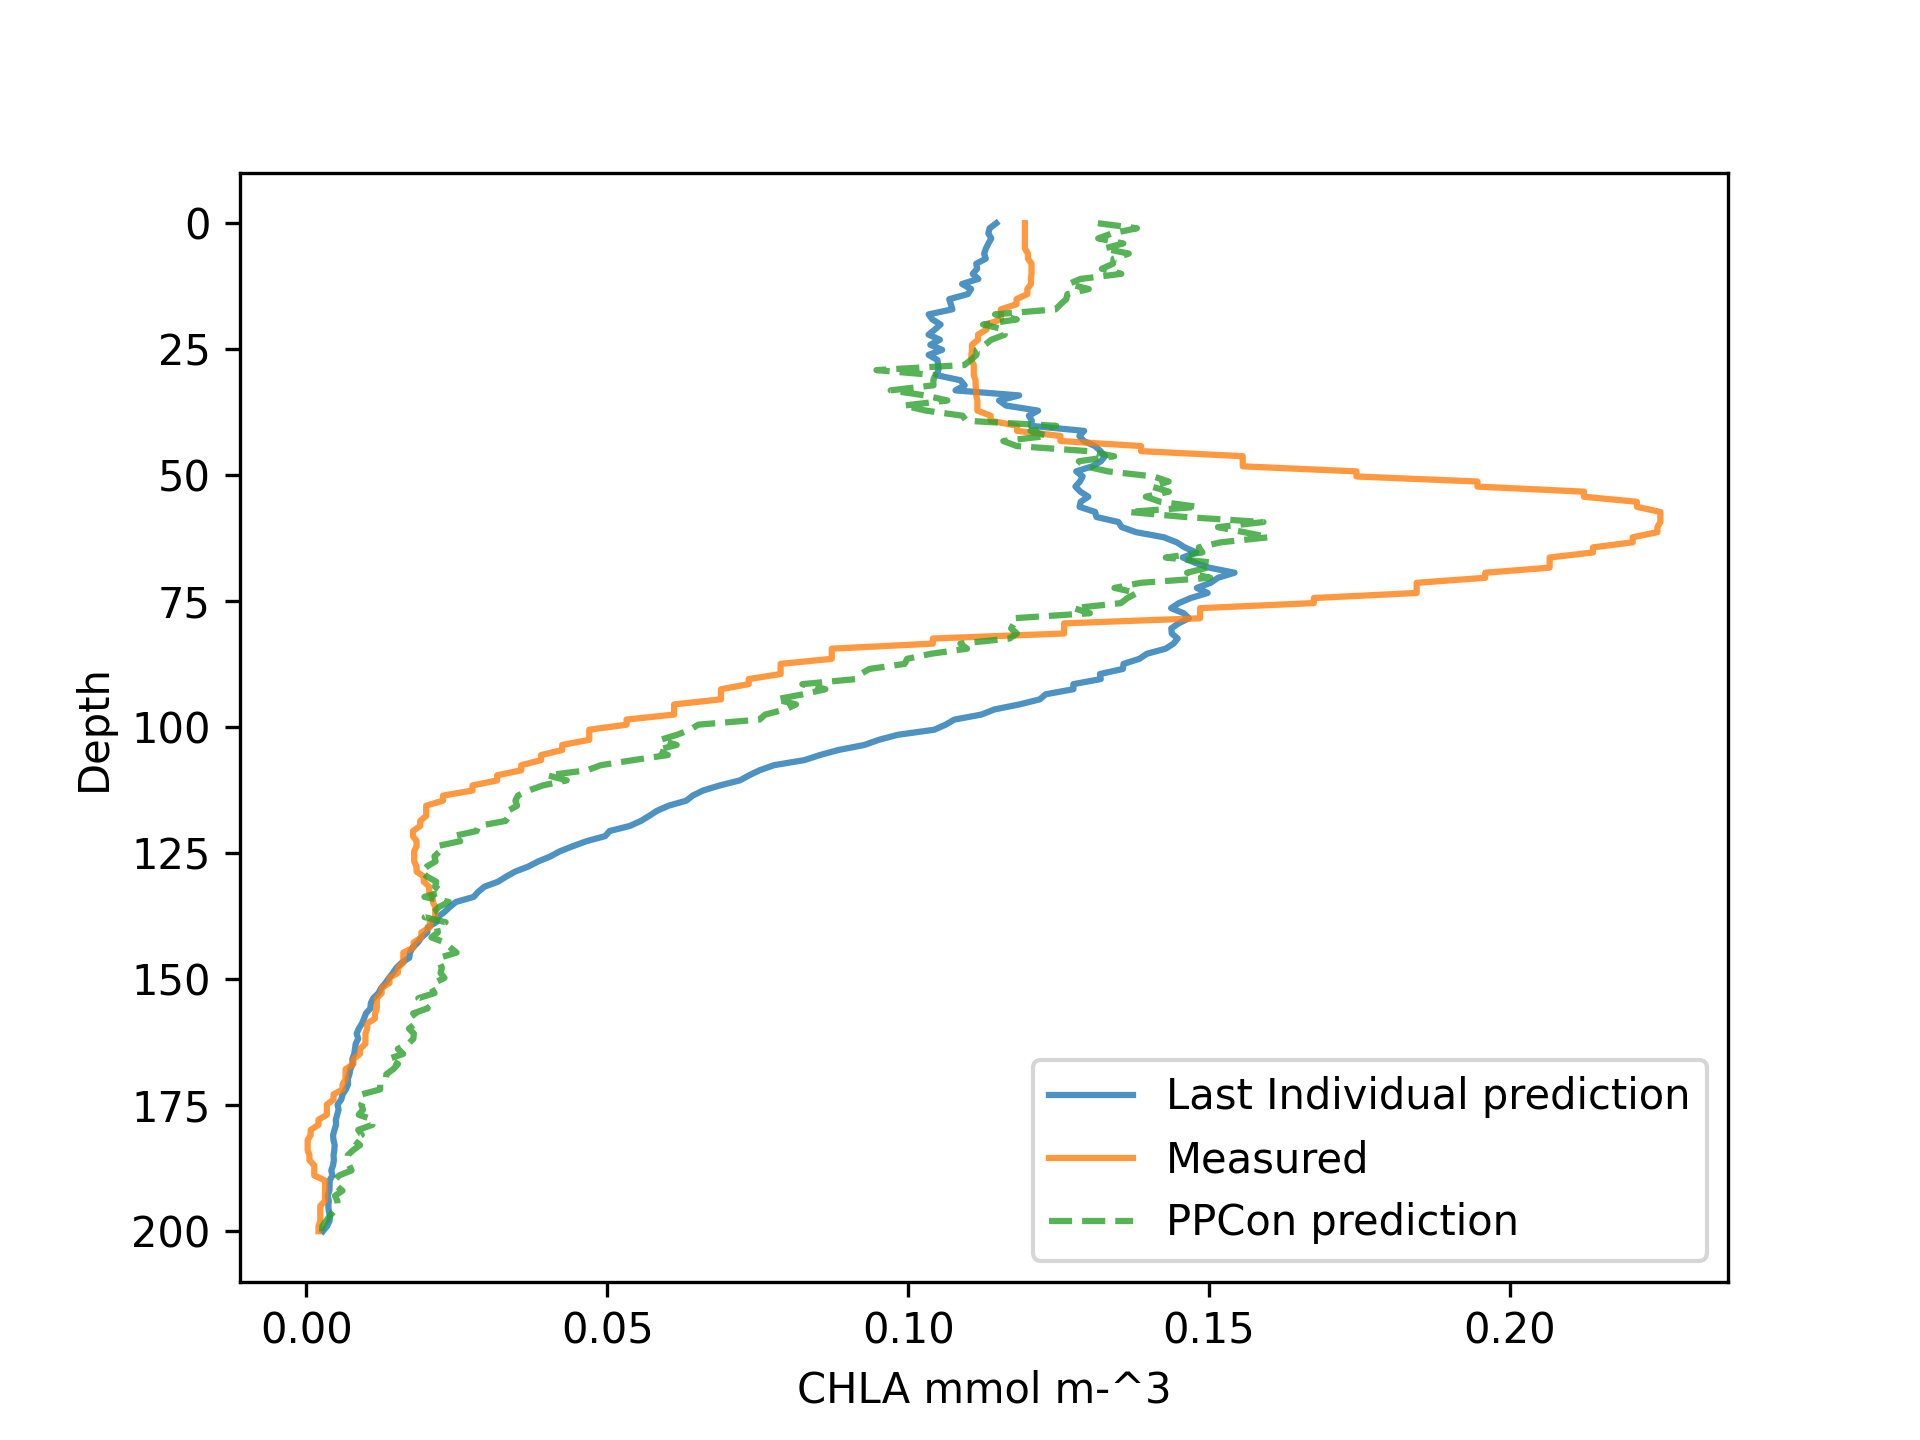 0
25
50
75
100
125
150
175
200
Depth
0.00 0.05 0.10 0.15 0.20
CHLA mmol m-^3
Last Individual prediction
Measured
PPCon prediction